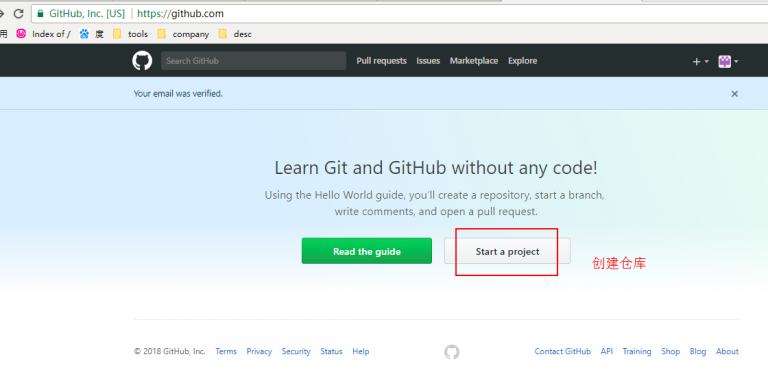 GitHub, Inc. [US] https://github.com
用 Index of / 度 tools company desc
Search GitHub Pull requests Issues Marketplace Explore
Your email was verified.
Learn Git and GitHub without any code!
Using the Hello World guide, you'll create a repository, start a branch,
write comments, and open a pull request.
Read the guide Start a project
创建仓库
© 2018 GitHub, Inc. Terms Privacy Security Status Help Contact GitHub API Training Shop Blog About